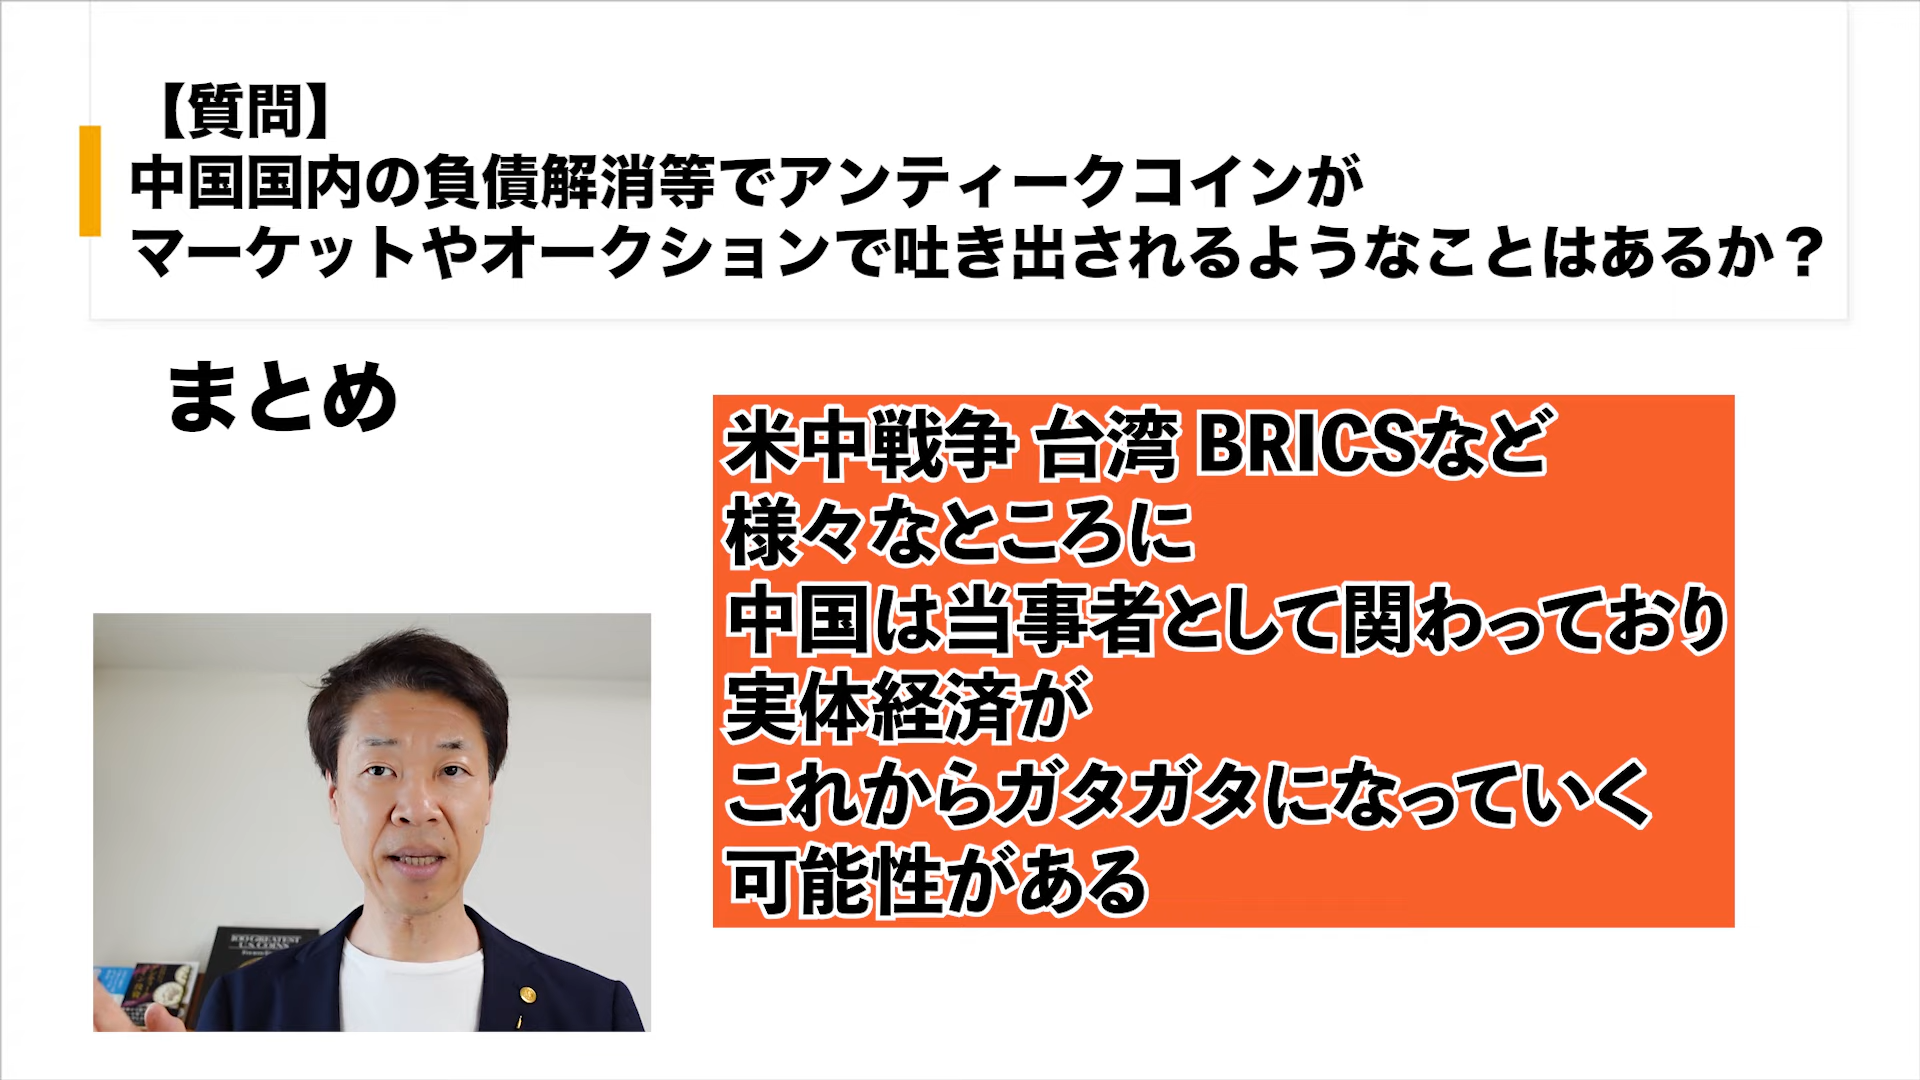 【質問】
中国国内の負債解消等でアンティークコインが
マーケットやオークションで吐き出されるようなことはあるか？
まとめ
米中戦争 台湾 BRICSなど
様々なところに
中国は当事者として関わっており
実体経済が
これからガタガタになっていく
可能性がある
100 GREATEST
U.S. COINS